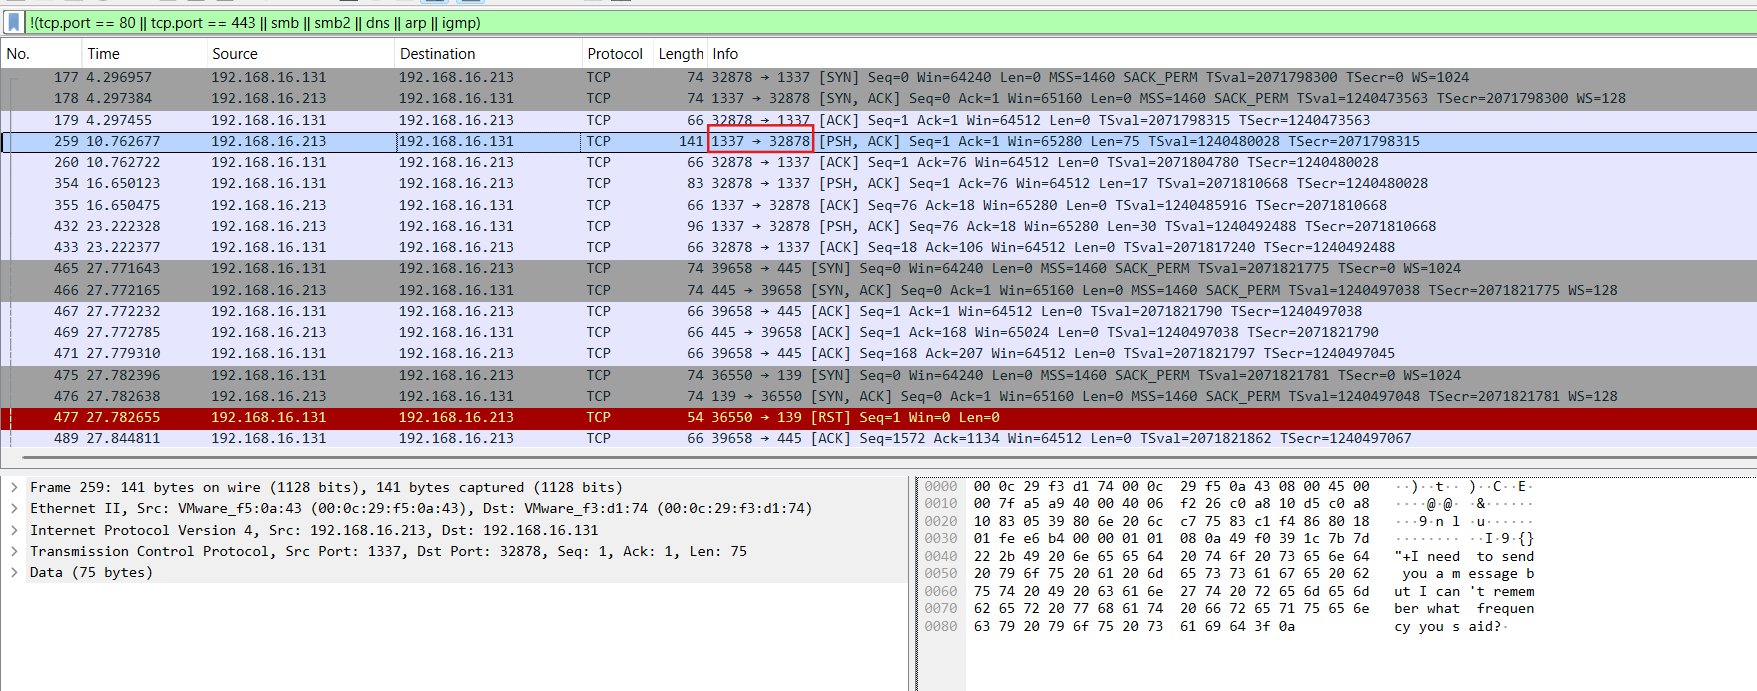 !(tcp.port == 80 || tcp.port == 443 || smb || smb2 || dns || arp || igmp)
No. Time Source Destination Protocol Length Info
177 4.296957 192.168.16.131 192.168.16.213 TCP 74 32878 → 1337 [SYN] Seq=0 Win=64240 Len=0 MSS=1460 SACK_PERM TSval=2071798300 TSecr=0 WS=1024
178 4.297384 192.168.16.213 192.168.16.131 TCP 74 1337 → 32878 [SYN, ACK] Seq=0 Ack=1 Win=65160 Len=0 MSS=1460 SACK_PERM TSval=1240473563 TSecr=2071798300 WS=128
179 4.297455 192.168.16.131 192.168.16.213 TCP 66 32878 → 1337 [ACK] Seq=1 Ack=1 Win=64512 Len=0 TSval=2071798315 TSecr=1240473563
259 10.762677 192.168.16.213 192.168.16.131 TCP 141 1337 → 32878 [PSH, ACK] Seq=1 Ack=1 Win=65280 Len=75 TSval=1240480028 TSecr=2071798315
260 10.762722 192.168.16.131 192.168.16.213 TCP 66 32878 → 1337 [ACK] Seq=1 Ack=76 Win=64512 Len=0 TSval=2071804780 TSecr=1240480028
354 16.650123 192.168.16.131 192.168.16.213 TCP 83 32878 → 1337 [PSH, ACK] Seq=1 Ack=76 Win=64512 Len=17 TSval=2071810668 TSecr=1240480028
355 16.650475 192.168.16.213 192.168.16.131 TCP 66 1337 → 32878 [ACK] Seq=76 Ack=18 Win=65280 Len=0 TSval=1240485916 TSecr=2071810668
432 23.222328 192.168.16.213 192.168.16.131 TCP 96 1337 → 32878 [PSH, ACK] Seq=76 Ack=18 Win=65280 Len=30 TSval=1240492488 TSecr=2071810668
433 23.222377 192.168.16.131 192.168.16.213 TCP 66 32878 → 1337 [ACK] Seq=18 Ack=106 Win=64512 Len=0 TSval=2071817240 TSecr=1240492488
465 27.771643 192.168.16.131 192.168.16.213 TCP 74 39658 → 445 [SYN] Seq=0 Win=64240 Len=0 MSS=1460 SACK_PERM TSval=2071821775 TSecr=0 WS=1024
466 27.772165 192.168.16.213 192.168.16.131 TCP 74 445 → 39658 [SYN, ACK] Seq=0 Ack=1 Win=65160 Len=0 MSS=1460 SACK_PERM TSval=1240497038 TSecr=2071821775 WS=128
467 27.772232 192.168.16.131 192.168.16.213 TCP 66 39658 → 445 [ACK] Seq=1 Ack=1 Win=64512 Len=0 TSval=2071821790 TSecr=1240497038
469 27.772785 192.168.16.213 192.168.16.131 TCP 66 445 → 39658 [ACK] Seq=1 Ack=168 Win=65024 Len=0 TSval=1240497038 TSecr=2071821790
471 27.779310 192.168.16.131 192.168.16.213 TCP 66 39658 → 445 [ACK] Seq=168 Ack=207 Win=64512 Len=0 TSval=2071821797 TSecr=1240497045
475 27.782396 192.168.16.131 192.168.16.213 TCP 74 36550 → 139 [SYN] Seq=0 Win=64240 Len=0 MSS=1460 SACK_PERM TSval=2071821781 TSecr=0 WS=1024
476 27.782638 192.168.16.213 192.168.16.131 TCP 74 139 → 36550 [SYN, ACK] Seq=0 Ack=1 Win=65160 Len=0 MSS=1460 SACK_PERM TSval=1240497048 TSecr=2071821781 WS=128
477 27.782655 192.168.16.131 192.168.16.213 TCP 54 36550 → 139 [RST] Seq=1 Win=0 Len=0
489 27.844811 192.168.16.131 192.168.16.213 TCP 66 39658 → 445 [ACK] Seq=1572 Ack=1134 Win=64512 Len=0 TSval=2071821862 TSecr=1240497067
Frame 259: 141 bytes on wire (1128 bits), 141 bytes captured (1128 bits)
Ethernet II, Src: VMware_f5:0a:43 (00:0c:29:f5:0a:43), Dst: VMware_f3:d1:74 (00:0c:29:f3:d1:74)
Internet Protocol Version 4, Src: 192.168.16.213, Dst: 192.168.16.131
Transmission Control Protocol, Src Port: 1337, Dst Port: 32878, Seq: 1, Ack: 1, Len: 75
Data (75 bytes)
0000 00 0c 29 f3 d1 74 00 0c 29 f5 0a 43 08 00 45 00 ··)··t·· )··C··E·
0010 00 7f a5 a9 40 00 40 06 f2 26 c0 a8 10 d5 c0 a8 ····@·@· ·&······
0020 10 83 05 39 80 6e 20 6c c7 75 83 c1 f4 86 80 18 ···9·n l ·u······
0030 01 fe e6 b4 00 00 01 01 08 0a 49 f0 39 1c 7b 7d ········ ··I·9·{}
0040 22 2b 49 20 6e 65 65 64 20 74 6f 20 73 65 6e 64 "+I need to send
0050 20 79 6f 75 20 61 20 6d 65 73 73 61 67 65 20 62 you a m essage b
0060 75 74 20 49 20 63 61 6e 27 74 20 72 65 6d 65 6d ut I can 't remem
0070 62 65 72 20 77 68 61 74 20 66 72 65 71 75 65 6e ber what frequen
0080 63 79 20 79 6f 75 20 73 61 69 64 3f 0a cy you s aid?·